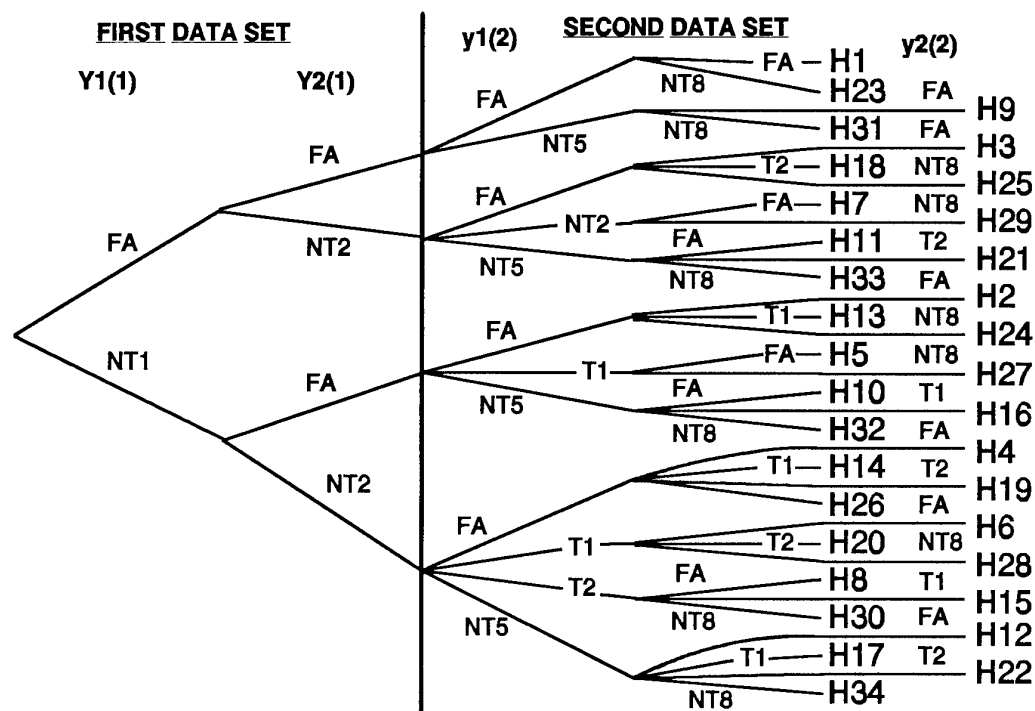 FIRST DATA SET
SECOND DATA SET
Y1(1)
Y2(1)
y1(2)
y2(2)
FA H1
NT8 H23 FA
FA
H9
NT5
NT8 H31 FA
FA
H3
T2 H18 NT8
FA
H25
FA H7 NT8
FA
NT2
H29
NT2
FA H11 T2
NT5
H21
NT8 H33 FA
H2
FA
T1 H13 NT8
H24
NT1
FA H5 NT8
FA
T1
H27
FA H10 T1
NT5
H16
NT8 H32 FA
H4
T1 H14 T2
NT2
H19
FA
H26 FA
H6
T1
T2 H20 NT8
H28
T2
FA H8 T1
H15
NT5
NT8 H30 FA
H12
T1 H17 T2
H22
NT8 H34